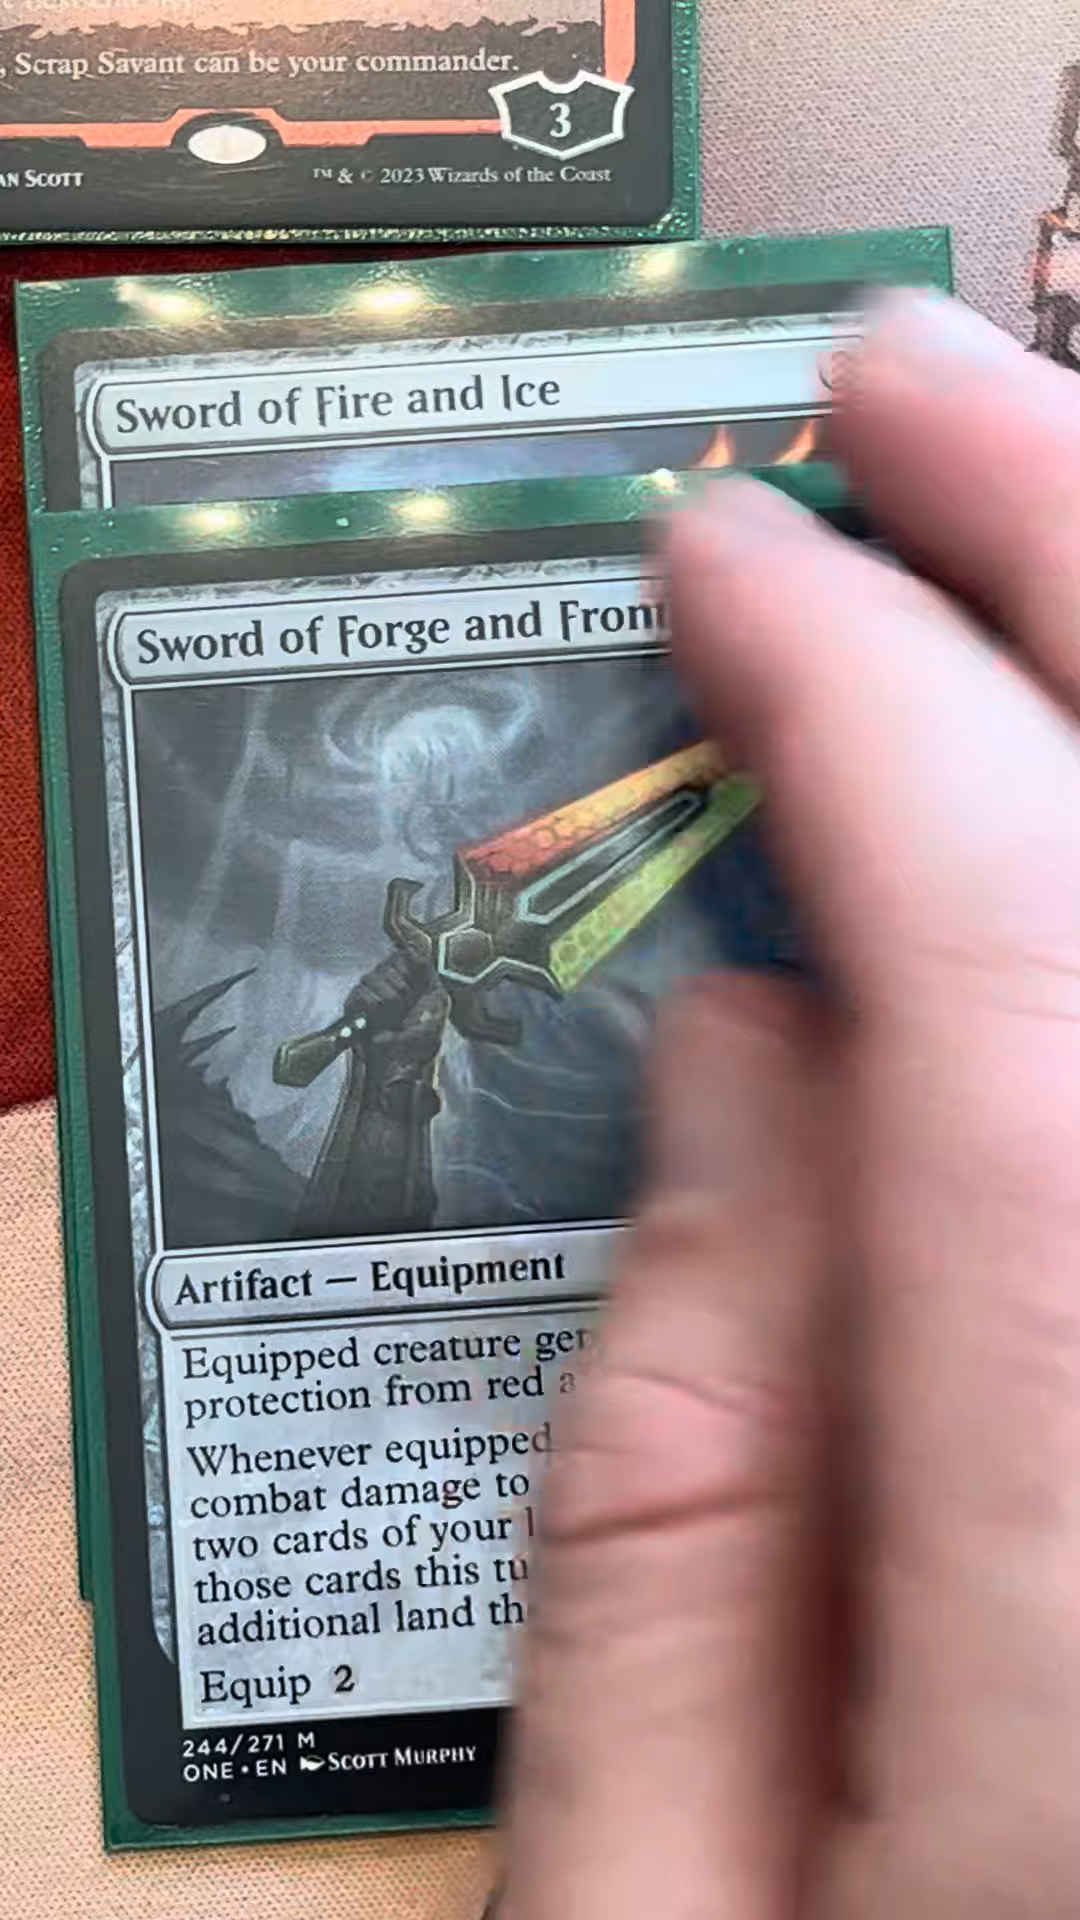 , Scrap Savant can be your commander.
3
AN SCOTT
™ & © 2023 Wizards of the Coast
Sword of Fire and Ice
Sword of Forge and Fron
Artifact — Equipment
Equipped creature get
protection from red a
Whenever equipped
combat damage to
two cards of your l
those cards this tu
additional land th
Equip 2
244/271 M
ONE • EN SCOTT MURPHY